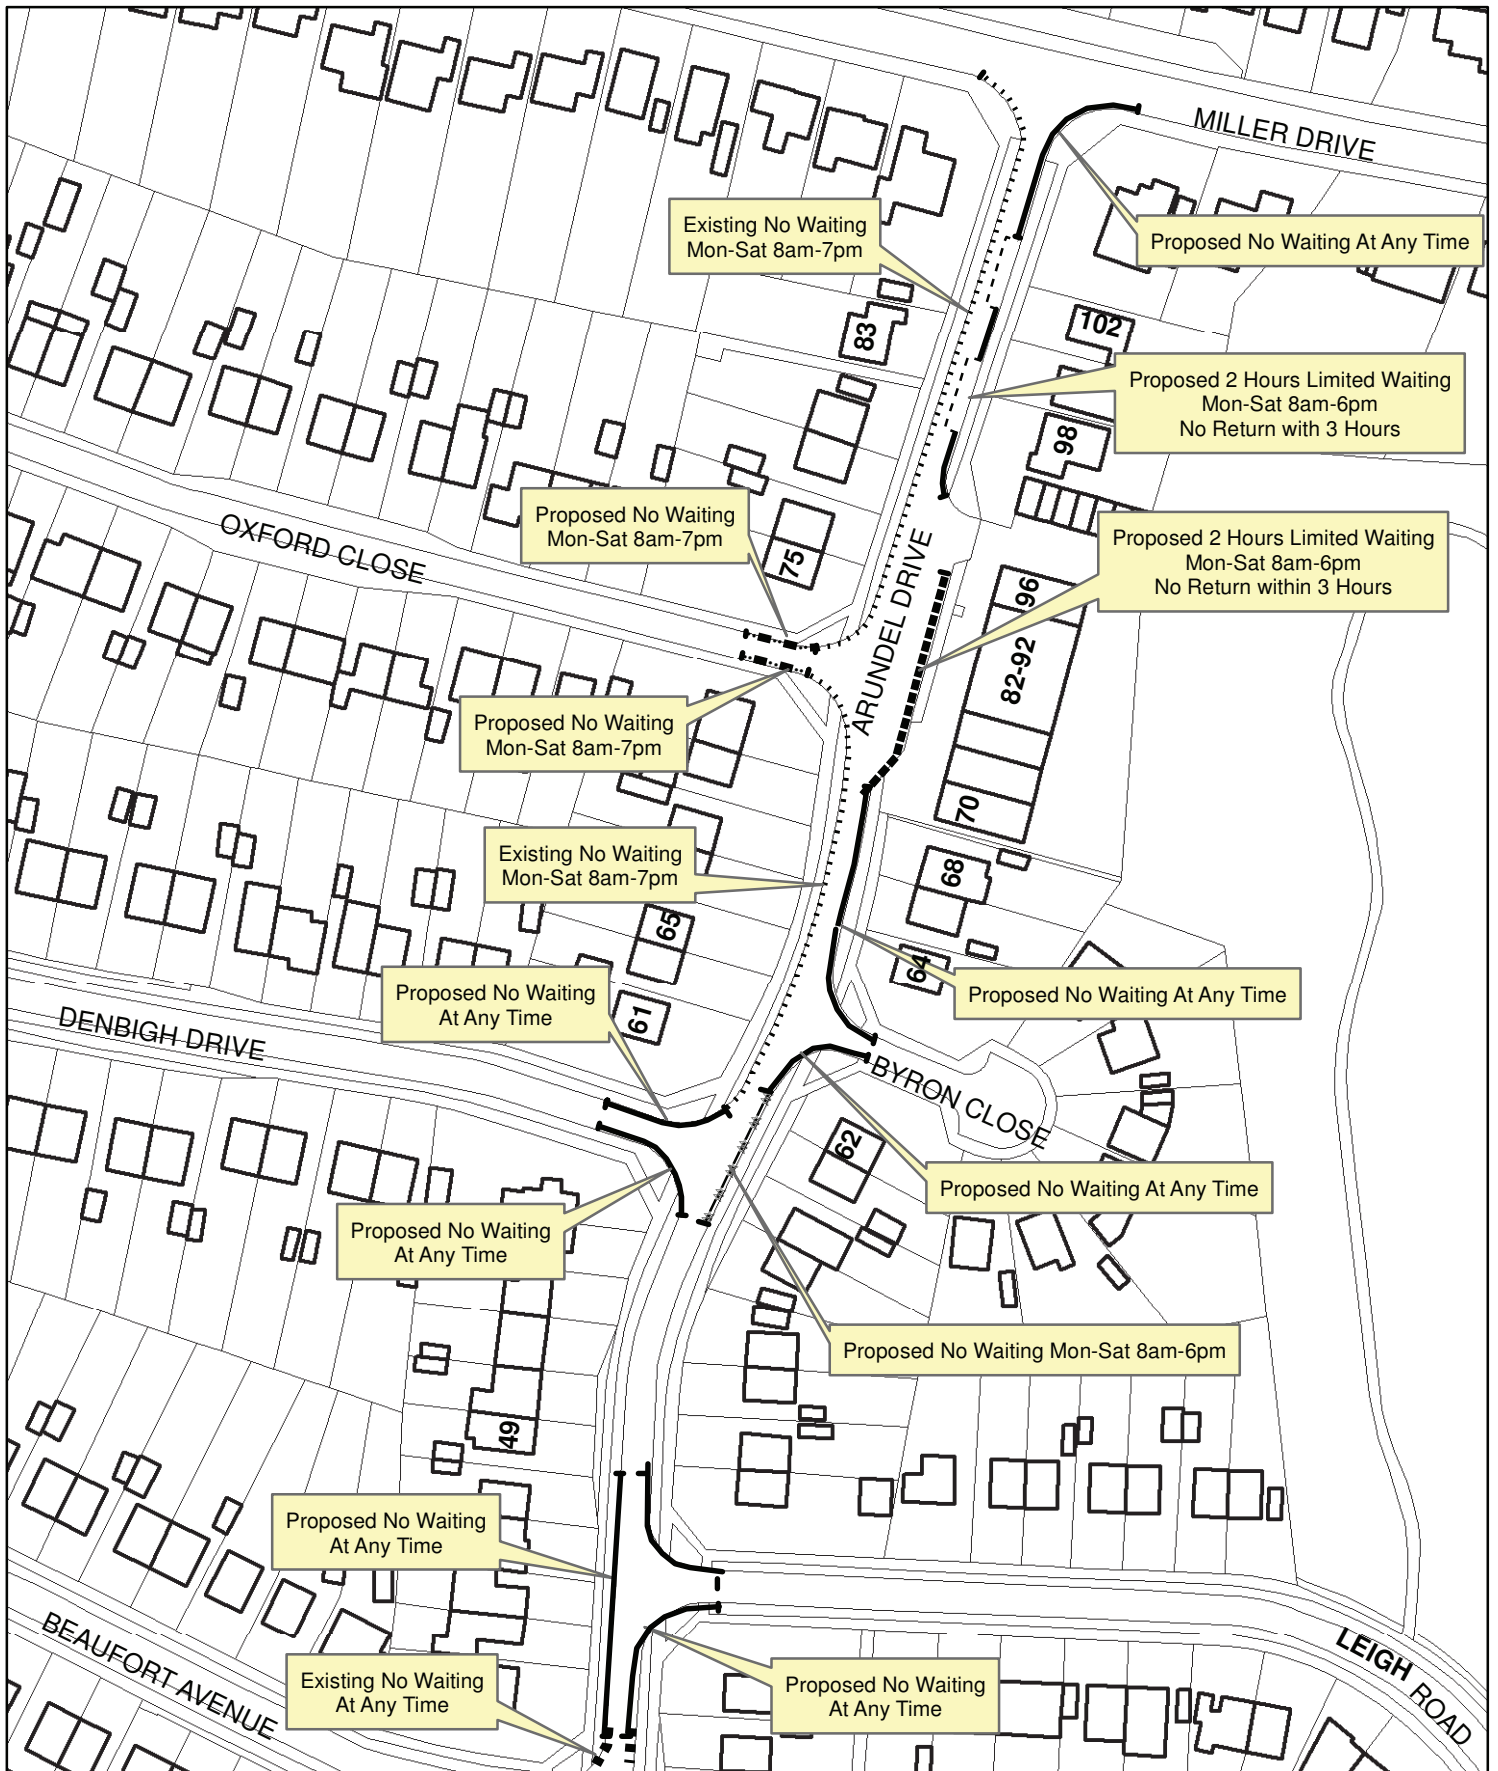 MILLER DRIVE
Existing No Waiting
Mon-Sat 8am-7pm
Proposed No Waiting At Any Time
102
83
Proposed 2 Hours Limited Waiting
Mon-Sat 8am-6pm
No Return with 3 Hours
98
Proposed No Waiting
Mon-Sat 8am-7pm
OXFORD CLOSE
75
ARUNDEL DRIVE
Proposed 2 Hours Limited Waiting
Mon-Sat 8am-6pm
No Return within 3 Hours
96
82-92
Proposed No Waiting
Mon-Sat 8am-7pm
70
Existing No Waiting
Mon-Sat 8am-7pm
68
65
64
Proposed No Waiting
At Any Time
Proposed No Waiting At Any Time
61
DENBIGH DRIVE
BYRON CLOSE
62
Proposed No Waiting At Any Time
Proposed No Waiting
At Any Time
Proposed No Waiting Mon-Sat 8am-6pm
49
Proposed No Waiting
At Any Time
BEAUFORT AVENUE
Existing No Waiting
At Any Time
Proposed No Waiting
At Any Time
LEIGH ROAD